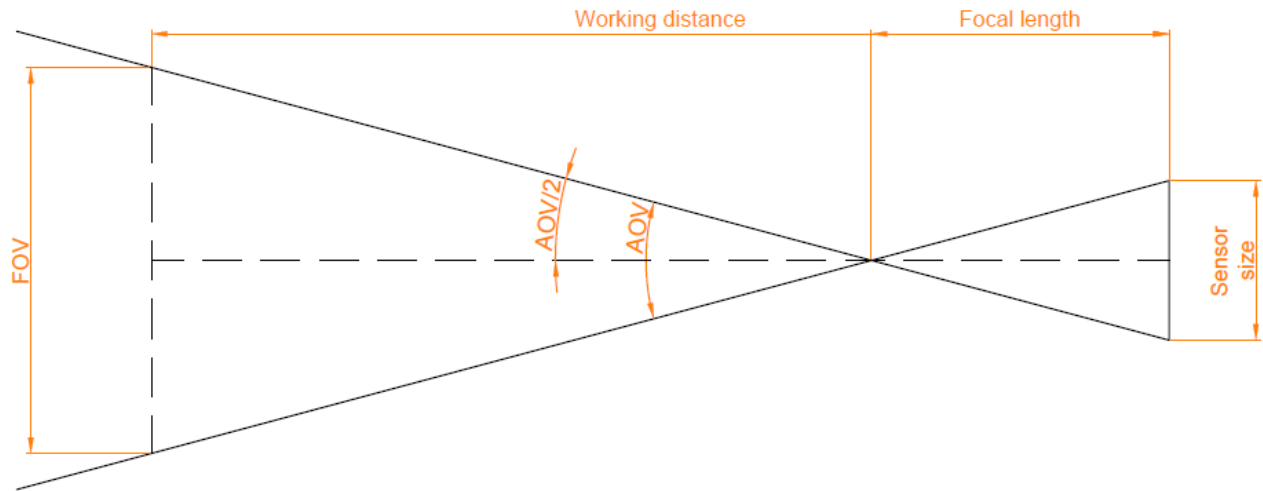 Working distance
Focal length
FOV
AOV/2
AOV
Sensor
size